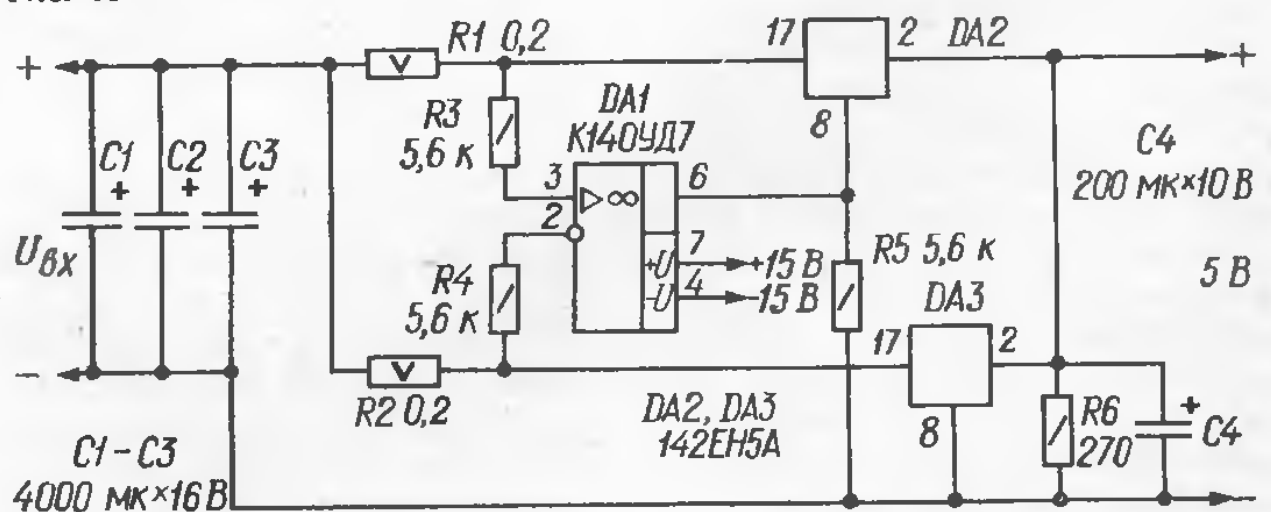 R1 0,2
17
2
DA2
+
+
R3
5,6 к
DA1
К140УД7
8
C1
+
C2
+
C3
+
3
2
▷∞
6
C4
200 мк×10 В
Uвх
R4
5,6 к
+U
7
+15 В
-U
4
-15 В
R5 5,6 к
5 В
DA3
17
2
-
R2 0,2
DA2, DA3
142ЕН5А
8
R6
270
+
C4
C1 - C3
4000 мк×16 В
-